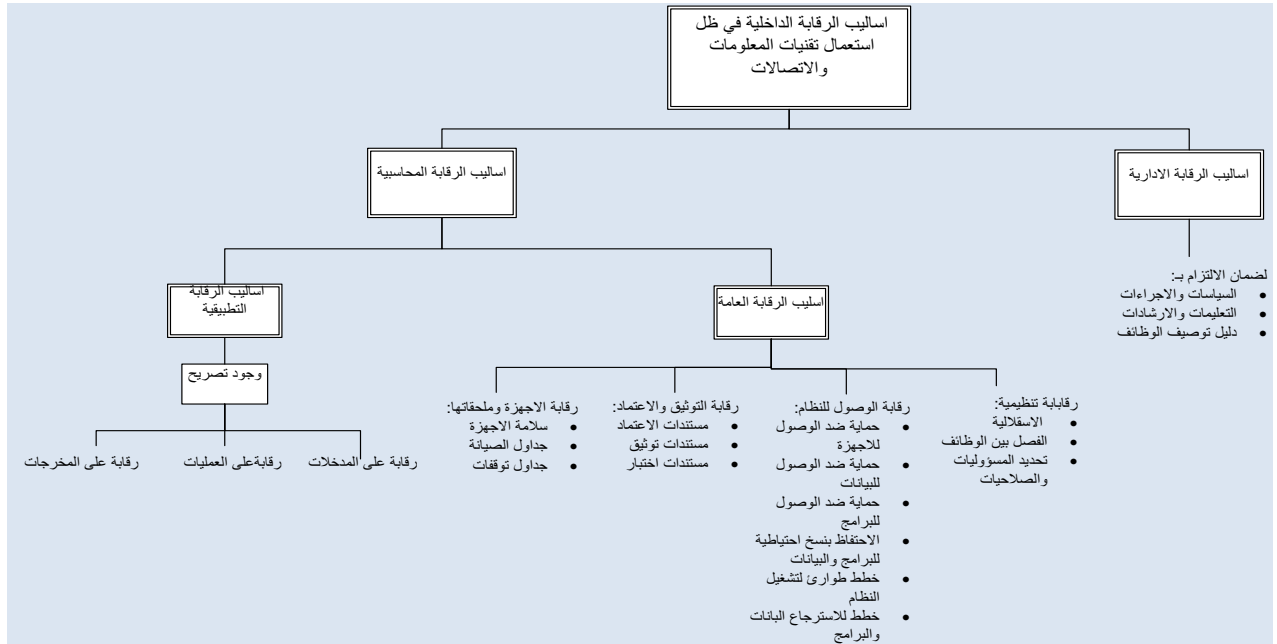 اساليب الرقابة الداخلية في ظل
استعمال تقنيات المعلومات
والاتصالات
اساليب الرقابة الادارية
اساليب الرقابة المحاسبية
لضمان الالتزام بـ:
● السياسات والاجراءات
● التعليمات والارشادات
● دليل توصيف الوظائف
اسليب الرقابة العامة
اساليب الرقابة
التطبيقية
وجود تصريح
رقابابة تنظيمية:
● الاسقلالية
● الفصل بين الوظائف
● تحديد المسؤوليات
والصلاحيات
رقابة الوصول للنظام:
● حماية ضد الوصول
للاجهزة
● حماية ضد الوصول
للبيانات
● حماية ضد الوصول
للبرامج
● الاحتفاظ بنسخ احتياطية
للبرامج والبيانات
● خطط طوارئ لتشغيل
النظام
● خطط للاسترجاع البانات
والبرامج
رقابة التوثيق والاعتماد:
● مستندات الاعتماد
● مستندات توثيق
● مستندات اختبار
رقابة الاجهزة وملحقاتها:
● سلامة الاجهزة
● جداول الصيانة
● جداول توقفات
رقابة على المدخلات
رقابةعلى العمليات
رقابة على المخرجات